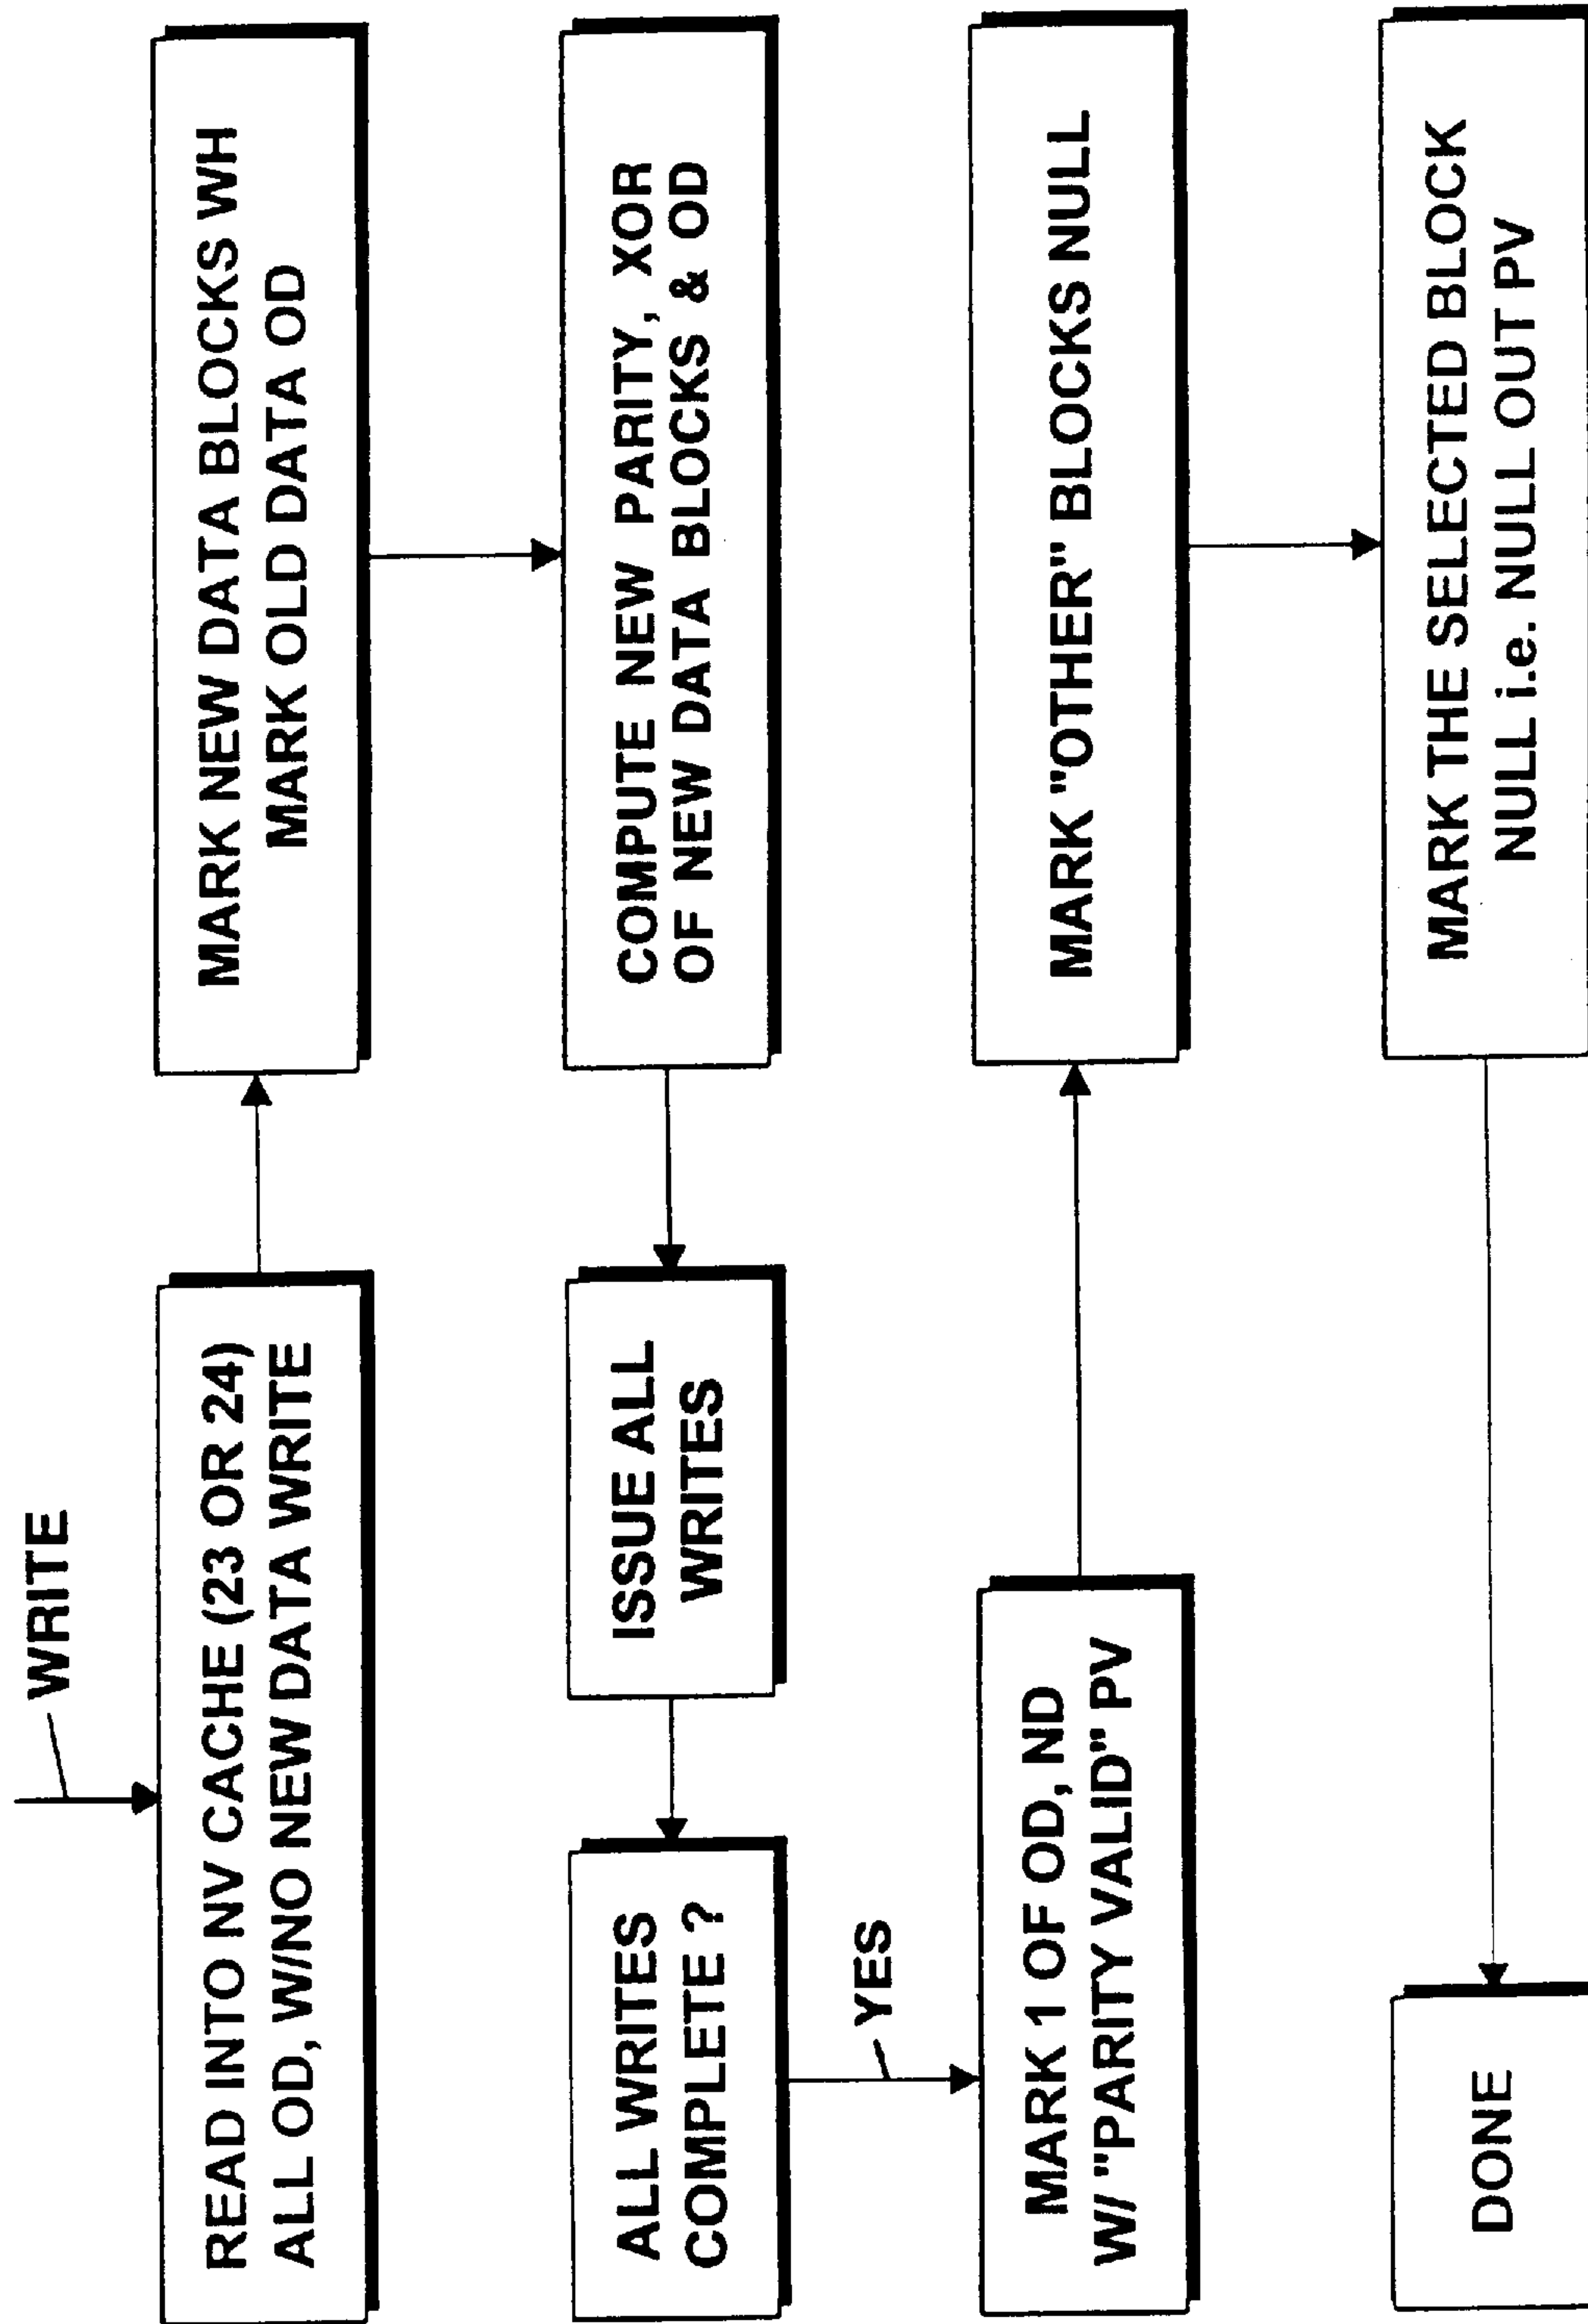 WRITE
READ INTO NV CACHE (23 OR 24)
ALL OD, W/NO NEW DATA WRITE
MARK NEW DATA BLOCKS WH
MARK OLD DATA OD
COMPUTE NEW PARITY, XOR
OF NEW DATA BLOCKS & OD
ISSUE ALL
WRITES
ALL WRITES
COMPLETE ?
YES
MARK 1 OF OD, ND
W/ "PARITY VALID" PV
MARK "OTHER" BLOCKS NULL
MARK THE SELECTED BLOCK
NULL i.e. NULL OUT PV
DONE